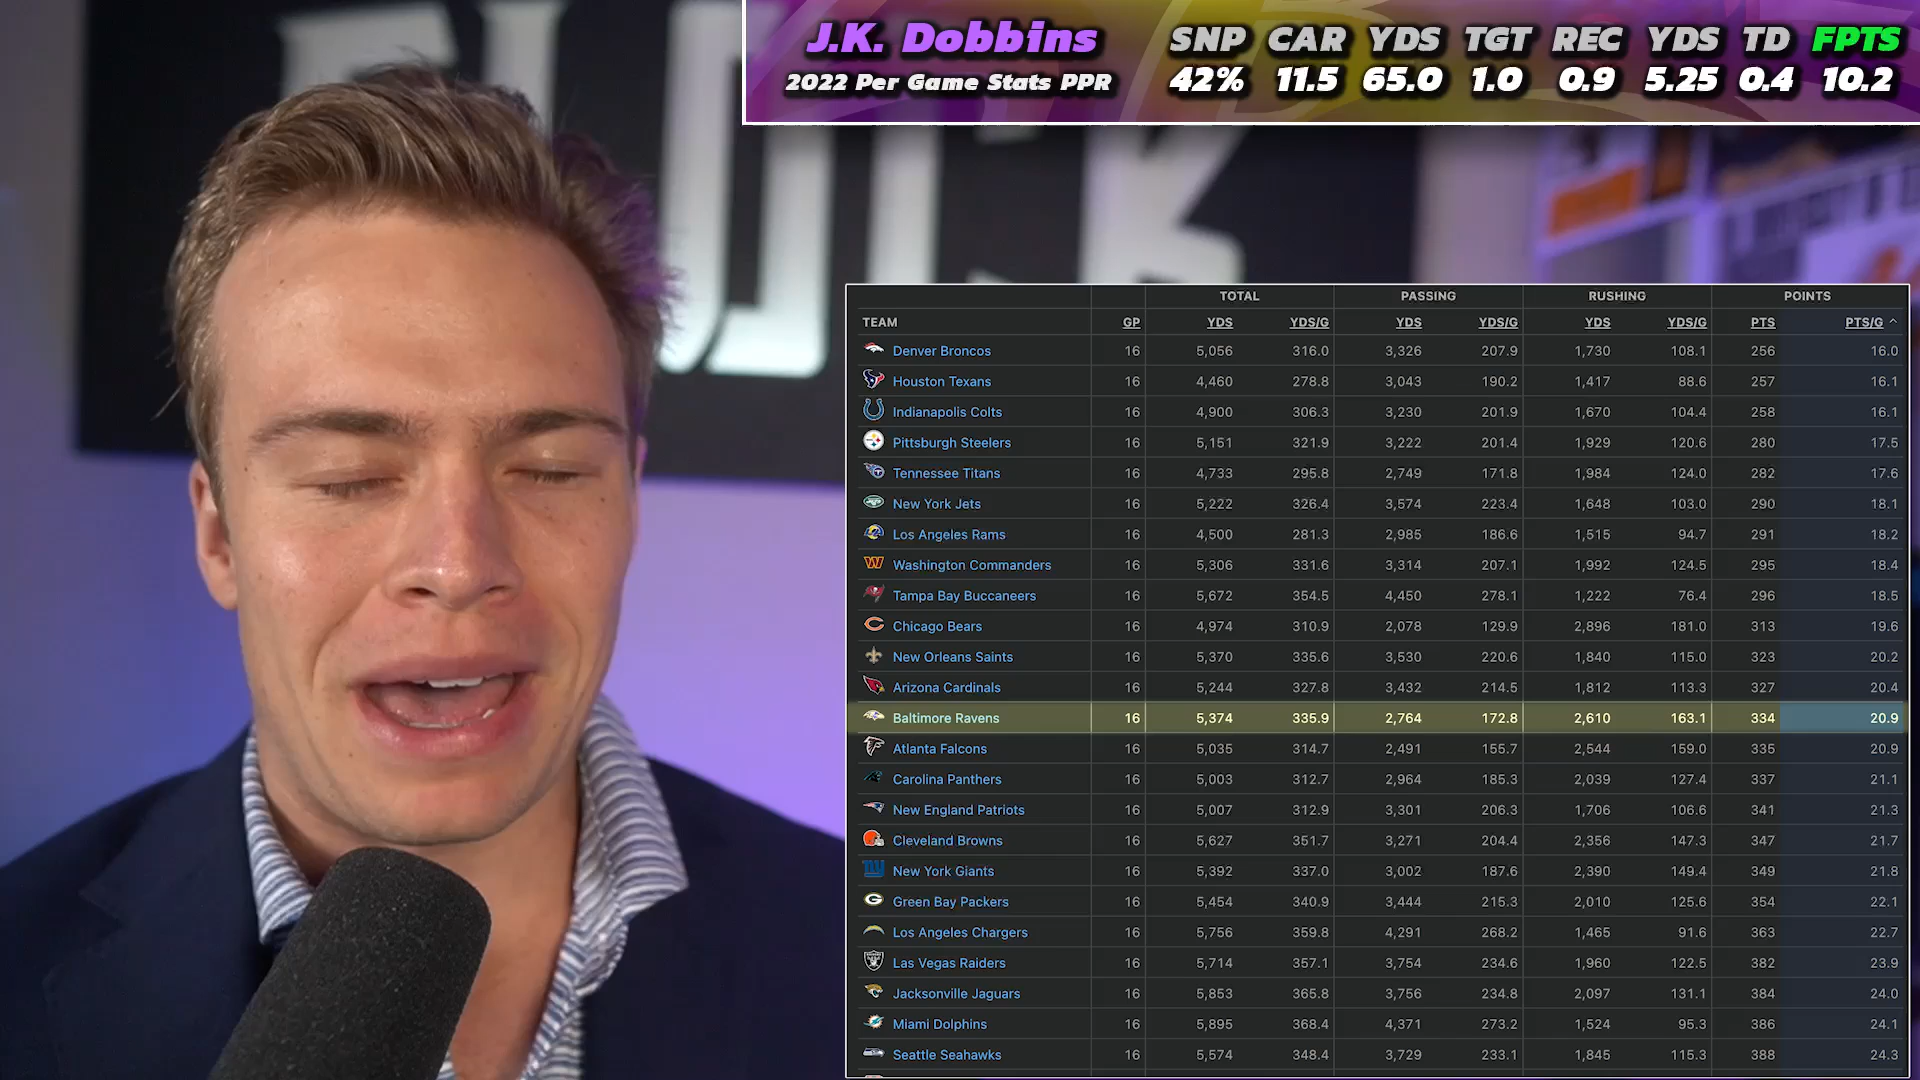 J.K. Dobbins SNP CAR YDS TGT REC YDS TD FPTS
2022 Per Game Stats PPR 42% 11.5 65.0 1.0 0.9 5.25 0.4 10.2
TOTAL PASSING RUSHING POINTS
TEAM GP YDS YDS/G YDS YDS/G YDS YDS/G PTS PTS/G ^
Denver Broncos 16 5,056 316.0 3,326 207.9 1,730 108.1 256 16.0
Houston Texans 16 4,460 278.8 3,043 190.2 1,417 88.6 257 16.1
Indianapolis Colts 16 4,900 306.3 3,230 201.9 1,670 104.4 258 16.1
Pittsburgh Steelers 16 5,151 321.9 3,222 201.4 1,929 120.6 280 17.5
Tennessee Titans 16 4,733 295.8 2,749 171.8 1,984 124.0 282 17.6
New York Jets 16 5,222 326.4 3,574 223.4 1,648 103.0 290 18.1
Los Angeles Rams 16 4,500 281.3 2,985 186.6 1,515 94.7 291 18.2
Washington Commanders 16 5,306 331.6 3,314 207.1 1,992 124.5 295 18.4
Tampa Bay Buccaneers 16 5,672 354.5 4,450 278.1 1,222 76.4 296 18.5
Chicago Bears 16 4,974 310.9 2,078 129.9 2,896 181.0 313 19.6
New Orleans Saints 16 5,370 335.6 3,530 220.6 1,840 115.0 323 20.2
Arizona Cardinals 16 5,244 327.8 3,432 214.5 1,812 113.3 327 20.4
Baltimore Ravens 16 5,374 335.9 2,764 172.8 2,610 163.1 334 20.9
Atlanta Falcons 16 5,035 314.7 2,491 155.7 2,544 159.0 335 20.9
Carolina Panthers 16 5,003 312.7 2,964 185.3 2,039 127.4 337 21.1
New England Patriots 16 5,007 312.9 3,301 206.3 1,706 106.6 341 21.3
Cleveland Browns 16 5,627 351.7 3,271 204.4 2,356 147.3 347 21.7
New York Giants 16 5,392 337.0 3,002 187.6 2,390 149.4 349 21.8
Green Bay Packers 16 5,454 340.9 3,444 215.3 2,010 125.6 354 22.1
Los Angeles Chargers 16 5,756 359.8 4,291 268.2 1,465 91.6 363 22.7
Las Vegas Raiders 16 5,714 357.1 3,754 234.6 1,960 122.5 382 23.9
Jacksonville Jaguars 16 5,853 365.8 3,756 234.8 2,097 131.1 384 24.0
Miami Dolphins 16 5,895 368.4 4,371 273.2 1,524 95.3 386 24.1
Seattle Seahawks 16 5,574 348.4 3,729 233.1 1,845 115.3 388 24.3